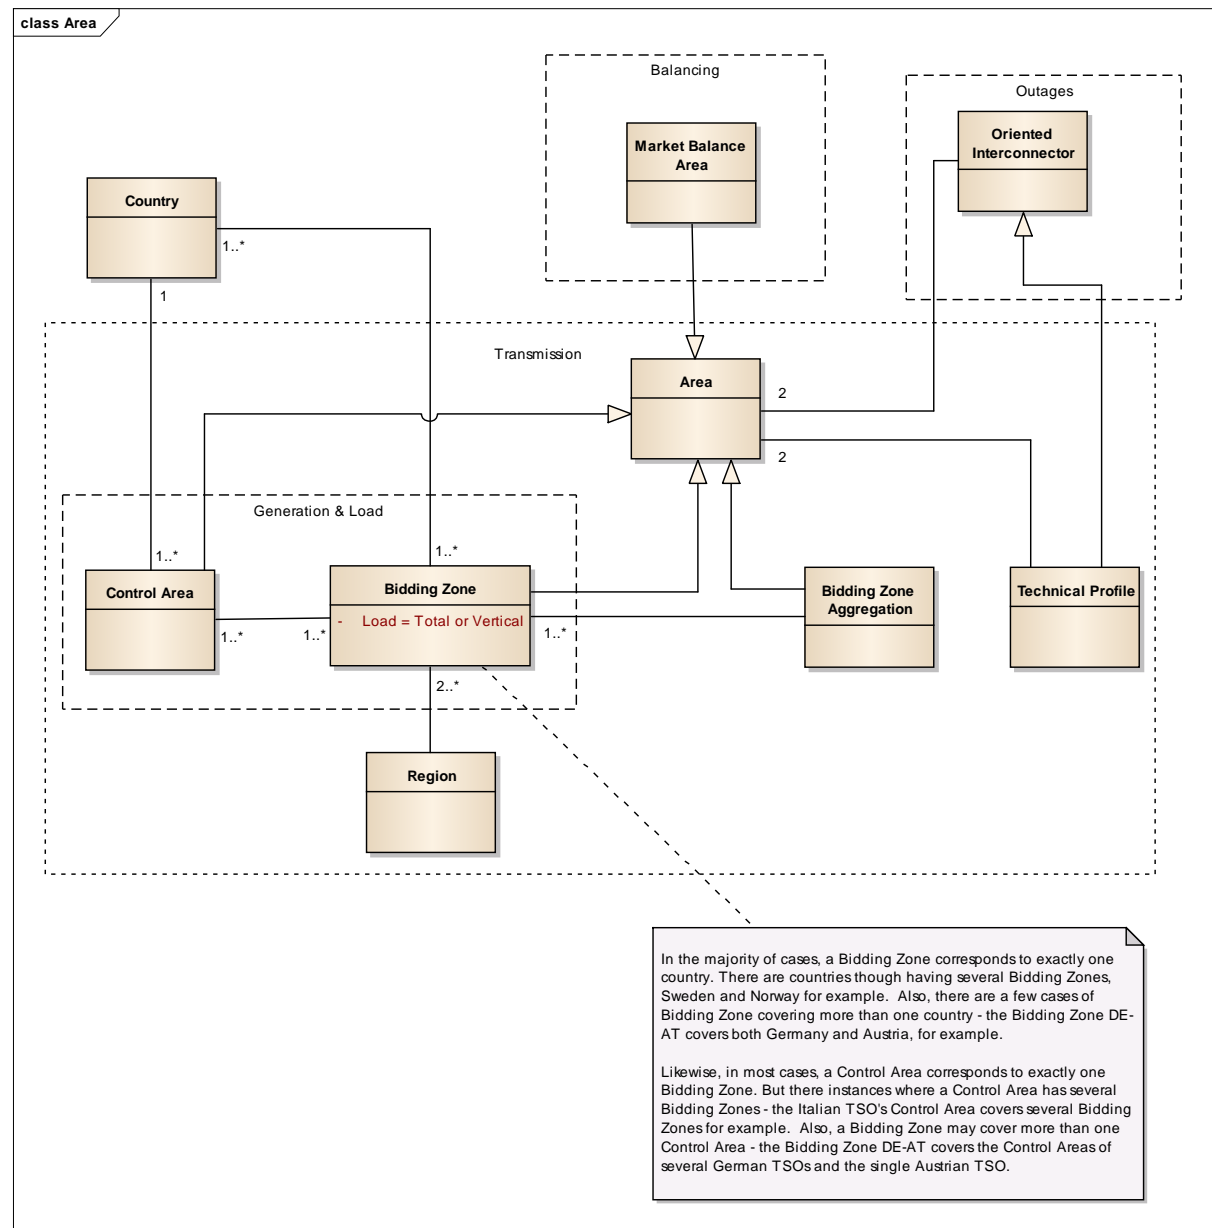 class Area
Balancing
Outages
Market Balance
Area
Oriented
Interconnector
Country
1..*
1
Transmission
Area
2
2
Generation & Load
1..*
1..*
Control Area
Bidding Zone
- Load = Total or Vertical
1..*
1..*
1..*
Bidding Zone
Aggregation
Technical Profile
2..*
Region
In the majority of cases, a Bidding Zone corresponds to exactly one
country. There are countries though having several Bidding Zones,
Sweden and Norway for example.  Also, there are a few cases of
Bidding Zone covering more than one country - the Bidding Zone DE-
AT covers both Germany and Austria, for example.
Likewise, in most cases, a Control Area corresponds to exactly one
Bidding Zone. But there instances where a Control Area has several
Bidding Zones - the Italian TSO's Control Area covers several Bidding
Zones for example.  Also, a Bidding Zone may cover more than one
Control Area - the Bidding Zone DE-AT covers the Control Areas of
several German TSOs and the single Austrian TSO.